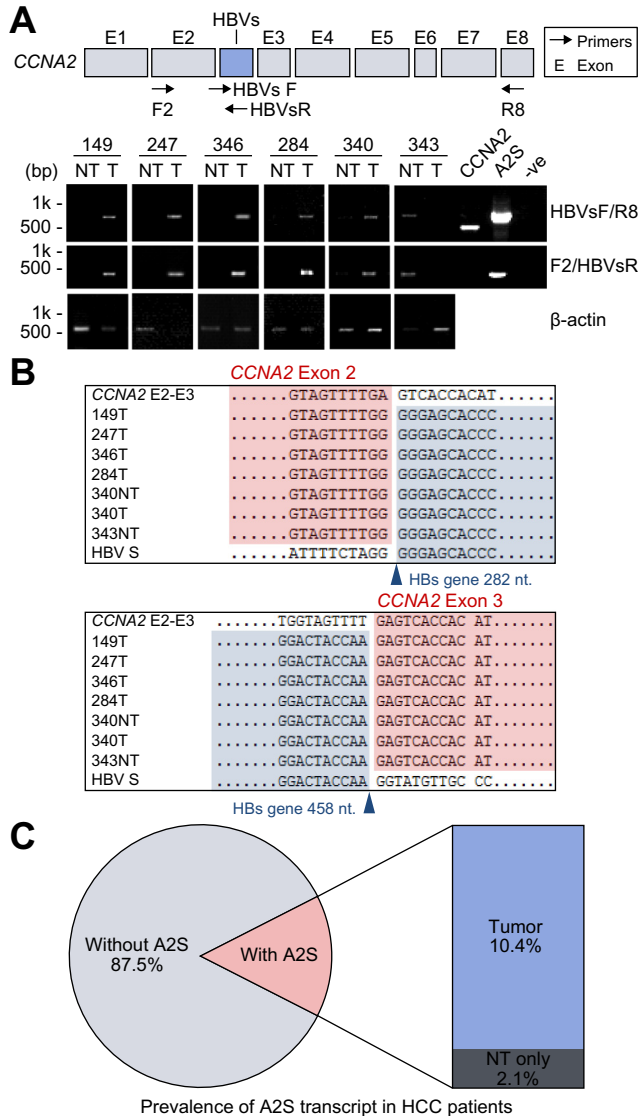 A
HBVs
E1 E2 E3 E4 E5 E6 E7 E8
CCNA2
Primers
E Exon
HBVs F
F2 HBVsR R8
149 247 346 284 340 343
(bp) NT T NT T NT T NT T NT T NT T CCNA2 A2S -ve
1k -
500 -
HBVsF/R8
1k -
500 -
F2/HBVsR
1k -
500 -
β-actin
B
CCNA2 Exon 2
CCNA2 E2-E3 ......GTAGTTTTGA GTCACCACAT......
149T ......GTAGTTTTGG GGGAGCACCC......
247T ......GTAGTTTTGG GGGAGCACCC......
346T ......GTAGTTTTGG GGGAGCACCC......
284T ......GTAGTTTTGG GGGAGCACCC......
340NT ......GTAGTTTTGG GGGAGCACCC......
340T ......GTAGTTTTGG GGGAGCACCC......
343NT ......GTAGTTTTGG GGGAGCACCC......
HBV S ......ATTTTCTAGG GGGAGCACCC......
HBs gene 282 nt.
CCNA2 Exon 3
CCNA2 E2-E3 .......TGGTAGTTTT GAGTCACCAC AT.......
149T .......GGACTACCAA GAGTCACCAC AT.......
247T .......GGACTACCAA GAGTCACCAC AT.......
346T .......GGACTACCAA GAGTCACCAC AT.......
284T .......GGACTACCAA GAGTCACCAC AT.......
340NT .......GGACTACCAA GAGTCACCAC AT.......
340T .......GGACTACCAA GAGTCACCAC AT.......
343NT .......GGACTACCAA GAGTCACCAC AT.......
HBV S .......GGACTACCAA GGTATGTTGC CC.......
HBs gene 458 nt.
C
Without A2S
87.5%
With A2S
Tumor
10.4%
NT only
2.1%
Prevalence of A2S transcript in HCC patients